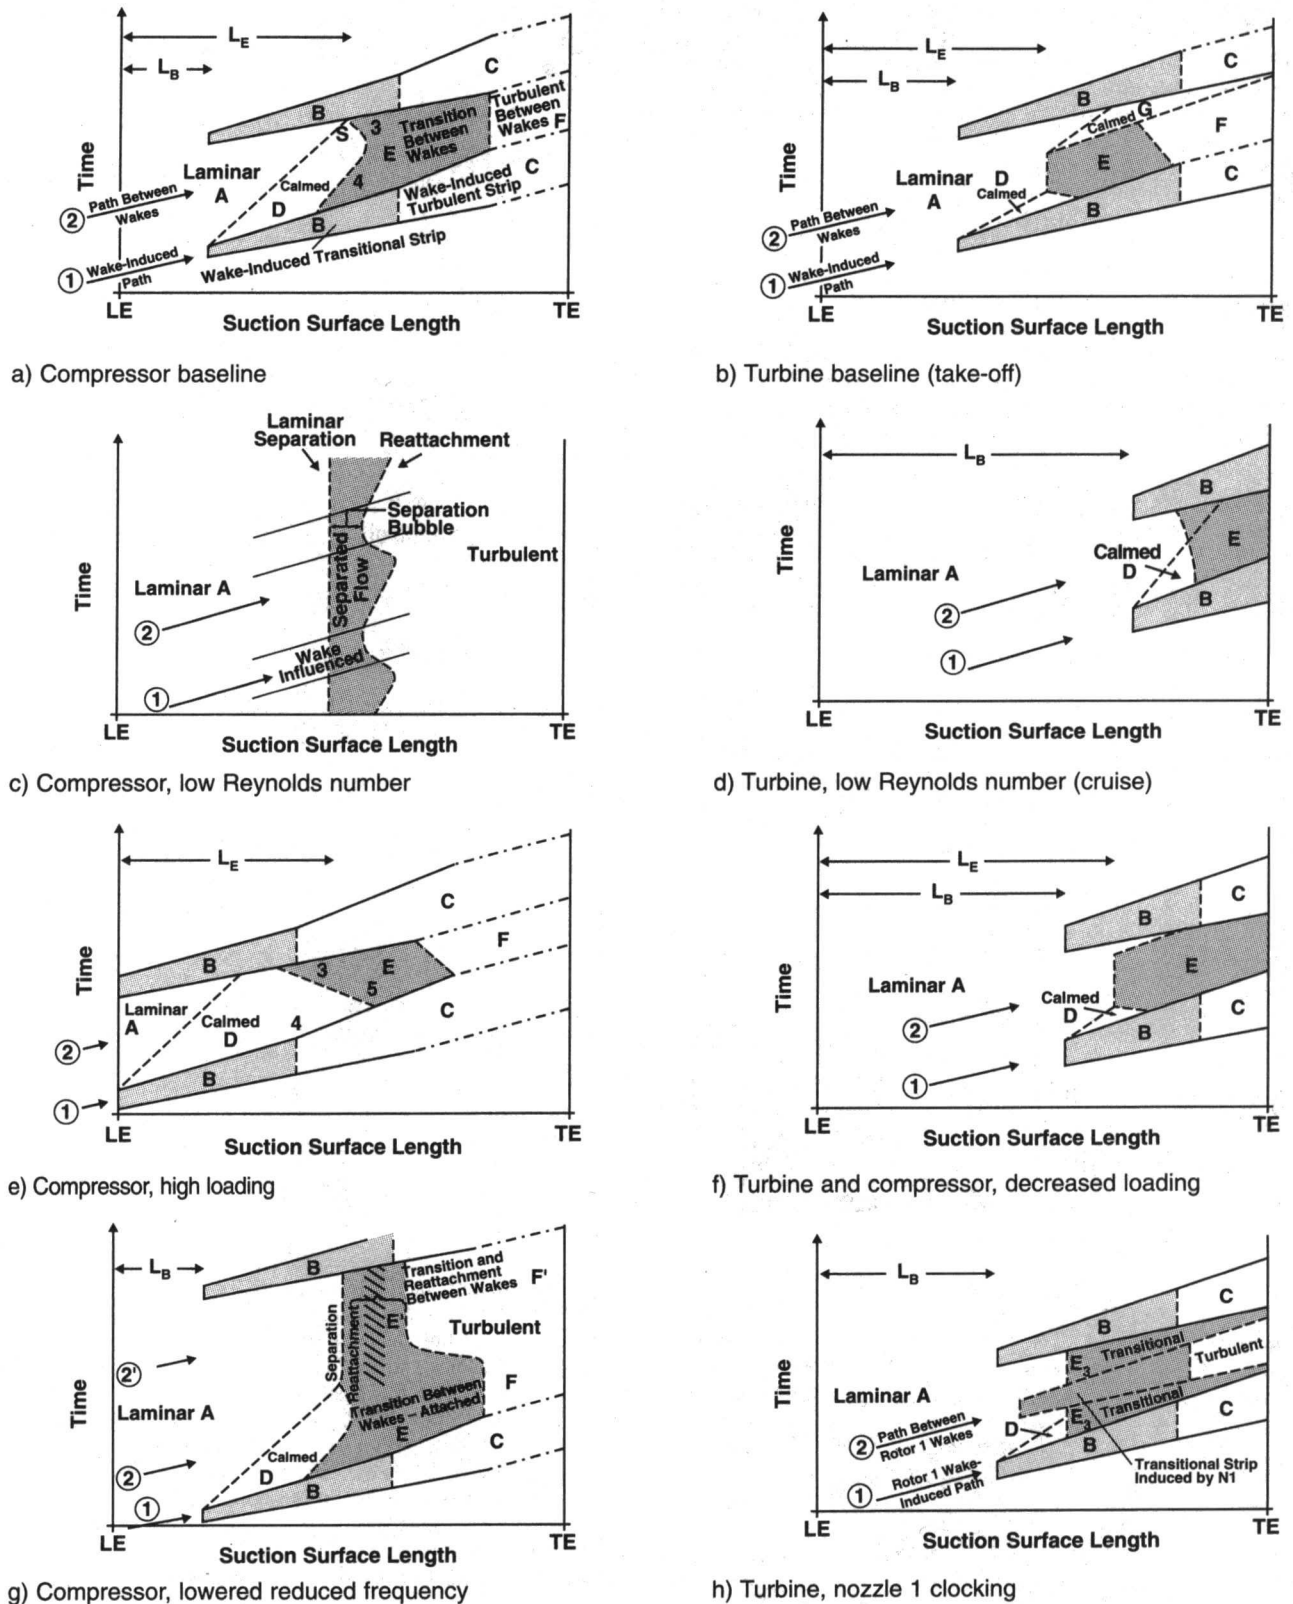 L_E
L_B
C
B
S
3
Transition
Between
Wakes
Turbulent
Between
Wakes
F
E
Laminar
A
Calmed
D
4
C
Wake-Induced
Turbulent Strip
B
Wake-Induced Transitional Strip
② Path Between
Wakes
① Wake-Induced
Path
Time
LE
TE
Suction Surface Length
a) Compressor baseline
L_E
L_B
C
B
G
Calmed
F
E
Laminar
A
D
Calmed
C
B
② Path Between
Wakes
① Wake-Induced
Path
Time
LE
TE
Suction Surface Length
b) Turbine baseline (take-off)
Laminar
Separation
Reattachment
Separation
Bubble
Turbulent
Separated
Flow
Laminar A
②
Wake
Influenced
①
Time
LE
TE
Suction Surface Length
c) Compressor, low Reynolds number
L_B
B
E
Calmed
D
B
Laminar A
②
①
Time
LE
TE
Suction Surface Length
d) Turbine, low Reynolds number (cruise)
L_E
C
B
F
3
E
5
Laminar
A
Calmed
D
4
C
B
②
①
Time
LE
TE
Suction Surface Length
e) Compressor, high loading
L_E
L_B
C
B
E
Laminar A
Calmed
D
C
B
②
①
Time
LE
TE
Suction Surface Length
f) Turbine and compressor, decreased loading
L_B
B
Transition and
Reattachment
Between Wakes
F'
E'
Turbulent
Separation
Reattachment
②'
Laminar A
Transition Between
Wakes – Attached
F
E
C
Calmed
D
②
①
B
Time
LE
TE
Suction Surface Length
g) Compressor, lowered reduced frequency
L_B
C
B
E
3
Transitional
Turbulent
Laminar A
D
E
3
Transitional
C
B
② Path Between
Rotor 1 Wakes
① Rotor 1 Wake-
Induced Path
Transitional Strip
Induced by N1
Time
LE
TE
Suction Surface Length
h) Turbine, nozzle 1 clocking